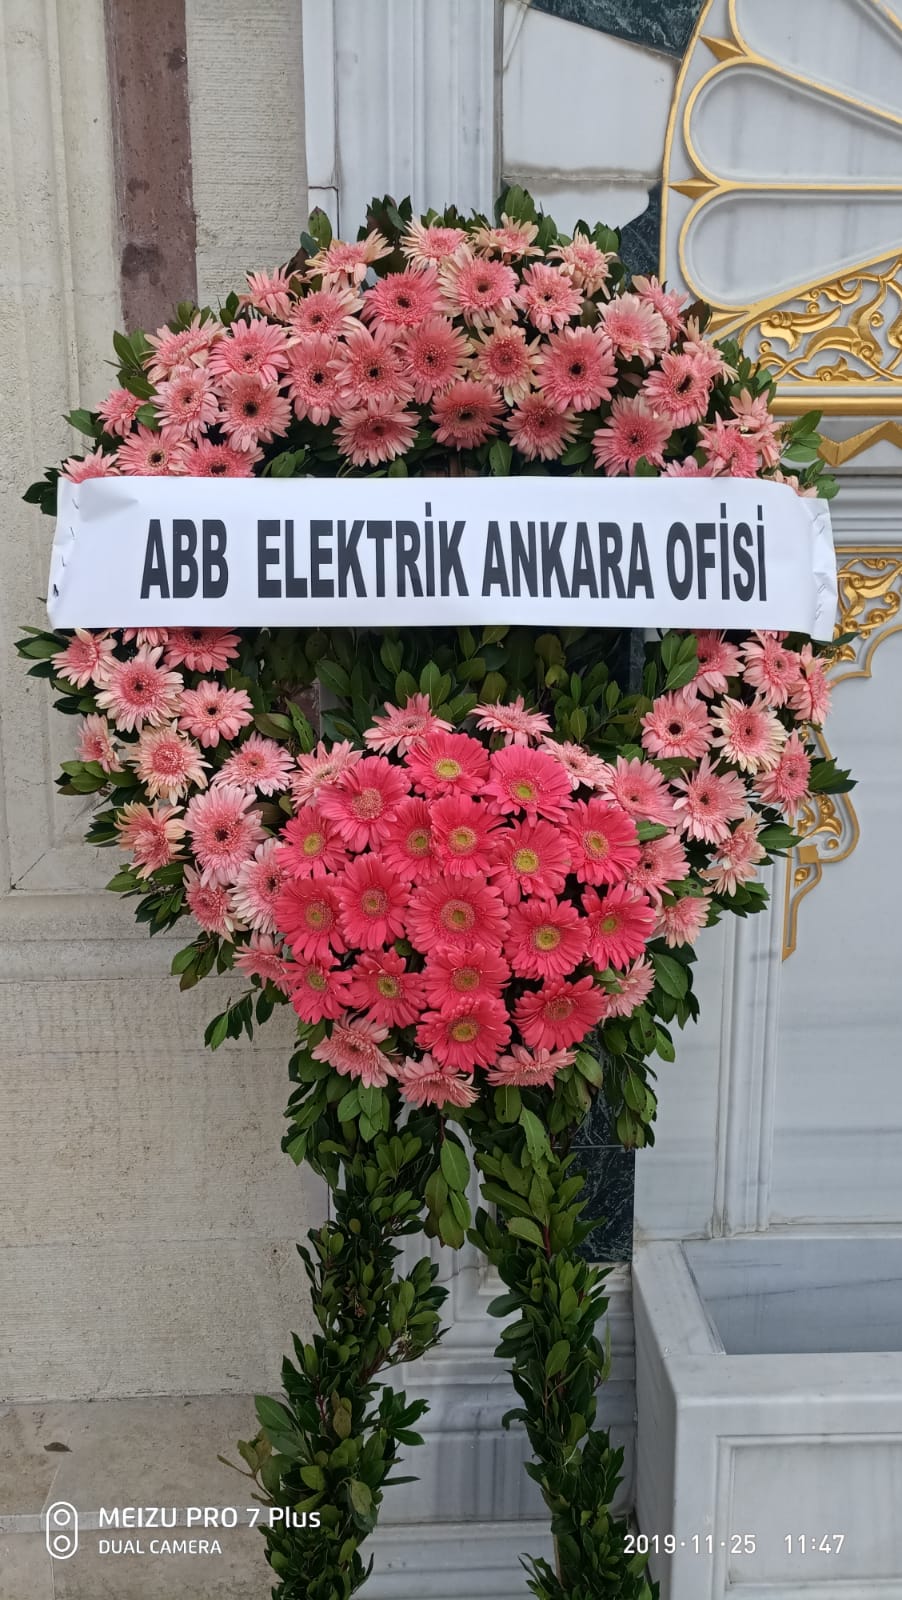 ABB ELEKTRİK ANKARA OFİSİ
MEIZU PRO 7 Plus
DUAL CAMERA
2019·11·25 11:47